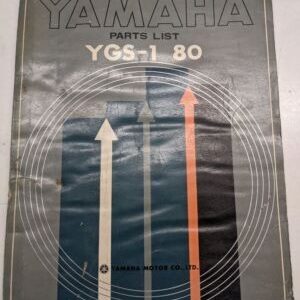 YAMAHA
PARTS LIST
YGS-1 80
YAMAHA MOTOR CO., LTD.